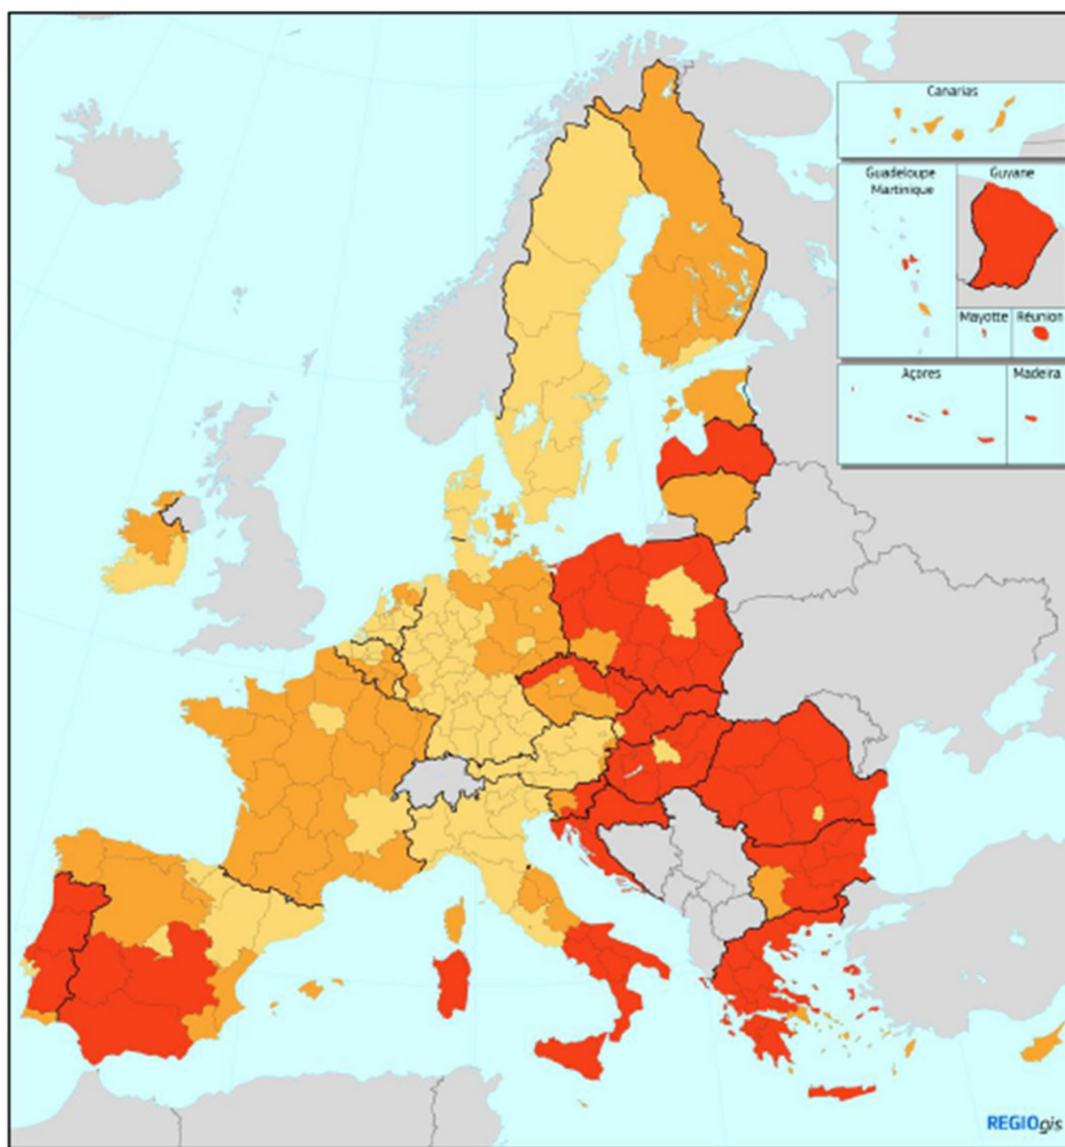 Canarias
Guadeloupe
Martinique
Guyane
Mayotte
Réunion
Açores
Madeira
REGIOgis